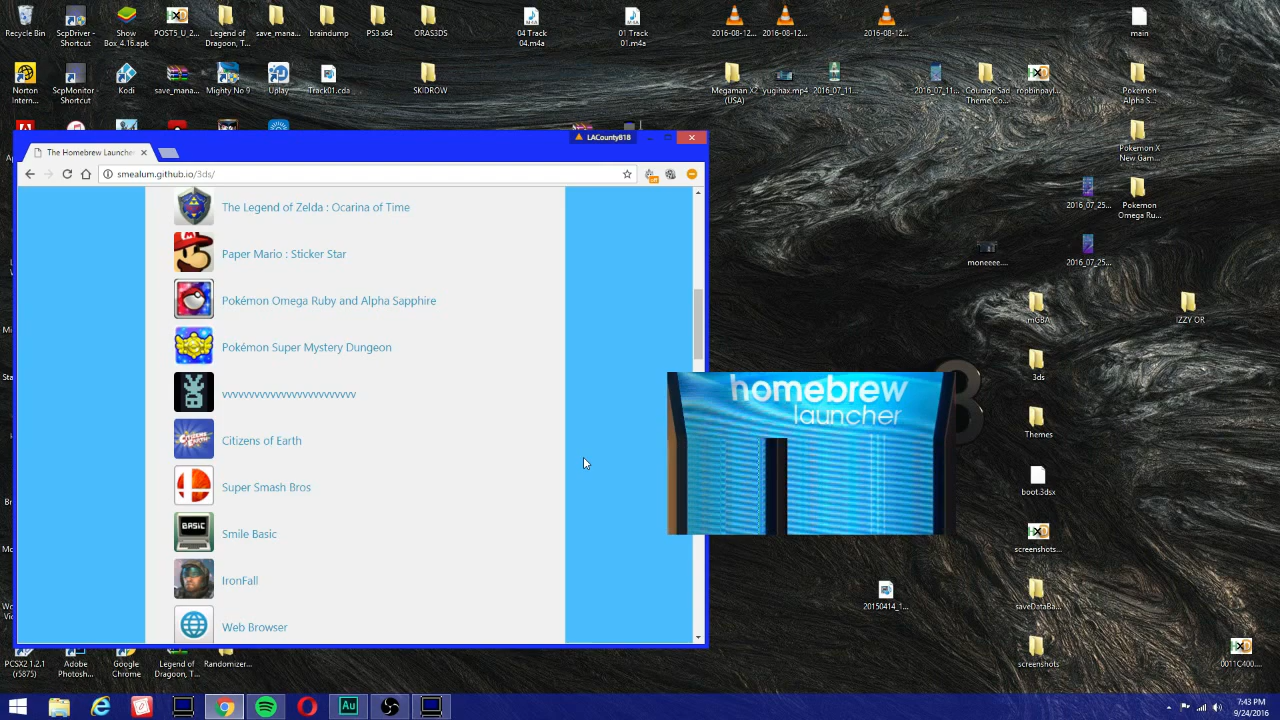 Recycle Bin
ScpDriver - Shortcut
Show Box_4.16.apk
POST5_U_2...
Legend of Dragoon, T...
save_mana...
braindump
PS3 x64
ORAS3DS
04 Track 04.m4a
01 Track 01.m4a
2016-08-12...
2016-08-12...
2016-08-12...
main
Norton Intern...
ScpMonitor - Shortcut
Kodi
save_mana...
Mighty No 9
Uplay
Track01.cda
SKIDROW
Megaman X2 (USA)
yugihax.mp4
2016_07_11...
2016_07_11...
Courage Sad Theme Co...
ropbinpayl...
Pokemon Alpha S...
LACounty818
The Homebrew Launche
Pokemon X New Gam...
smealum.github.io/3ds/
The Legend of Zelda : Ocarina of Time
Paper Mario : Sticker Star
Pokémon Omega Ruby and Alpha Sapphire
Pokémon Super Mystery Dungeon
Citizens of Earth
Super Smash Bros
BASIC
Smile Basic
IronFall
Web Browser
2016_07_25...
Pokemon Omega Ru...
moneeee....
2016_07_25...
mGBA
IZZY OR
3ds
homebrew
launcher
Themes
boot.3dsx
screenshots...
20150414_1...
saveDataBa...
screenshots
0011C400....
PCSX2 1.2.1 (r5875)
Adobe Photosh...
Google Chrome
Legend of Dragoon, T...
Randomizer...
Au
7:43 PM
9/24/2016